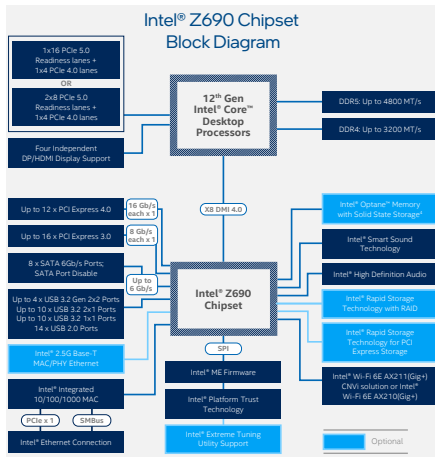 Intel® Z690 Chipset
Block Diagram
1x16 PCIe 5.0
Readiness lanes +
1x4 PCIe 4.0 lanes
OR
2x8 PCIe 5.0
Readiness lanes +
1x4 PCIe 4.0 lanes
Four Independent
DP/HDMI Display Support
12th Gen
Intel® Core™
Desktop
Processors
DDR5: Up to 4800 MT/s
DDR4: Up to 3200 MT/s
X8 DMI 4.0
Up to 12 x PCI Express 4.0
16 Gb/s
each x 1
Up to 16 x PCI Express 3.0
8 Gb/s
each x 1
8 x SATA 6Gb/s Ports;
SATA Port Disable
Up to
6 Gb/s
Up to 4 x USB 3.2 Gen 2x2 Ports
Up to 10 x USB 3.2 2x1 Ports
Up to 10 x USB 3.2 1x1 Ports
14 x USB 2.0 Ports
Intel® 2.5G Base-T
MAC/PHY Ethernet
Intel® Integrated
10/100/1000 MAC
PCIe x 1
SMBus
Intel® Ethernet Connection
Intel® Z690
Chipset
SPI
Intel® ME Firmware
Intel® Platform Trust
Technology
Intel® Extreme Tuning
Utility Support
Intel® Optane™ Memory
with Solid State Storage²
Intel® Smart Sound
Technology
Intel® High Definition Audio
Intel® Rapid Storage
Technology with RAID
Intel® Rapid Storage
Technology for PCI
Express Storage
Intel® Wi-Fi 6E AX211(Gig+)
CNVi solution or Intel®
Wi-Fi 6E AX210(Gig+)
Optional